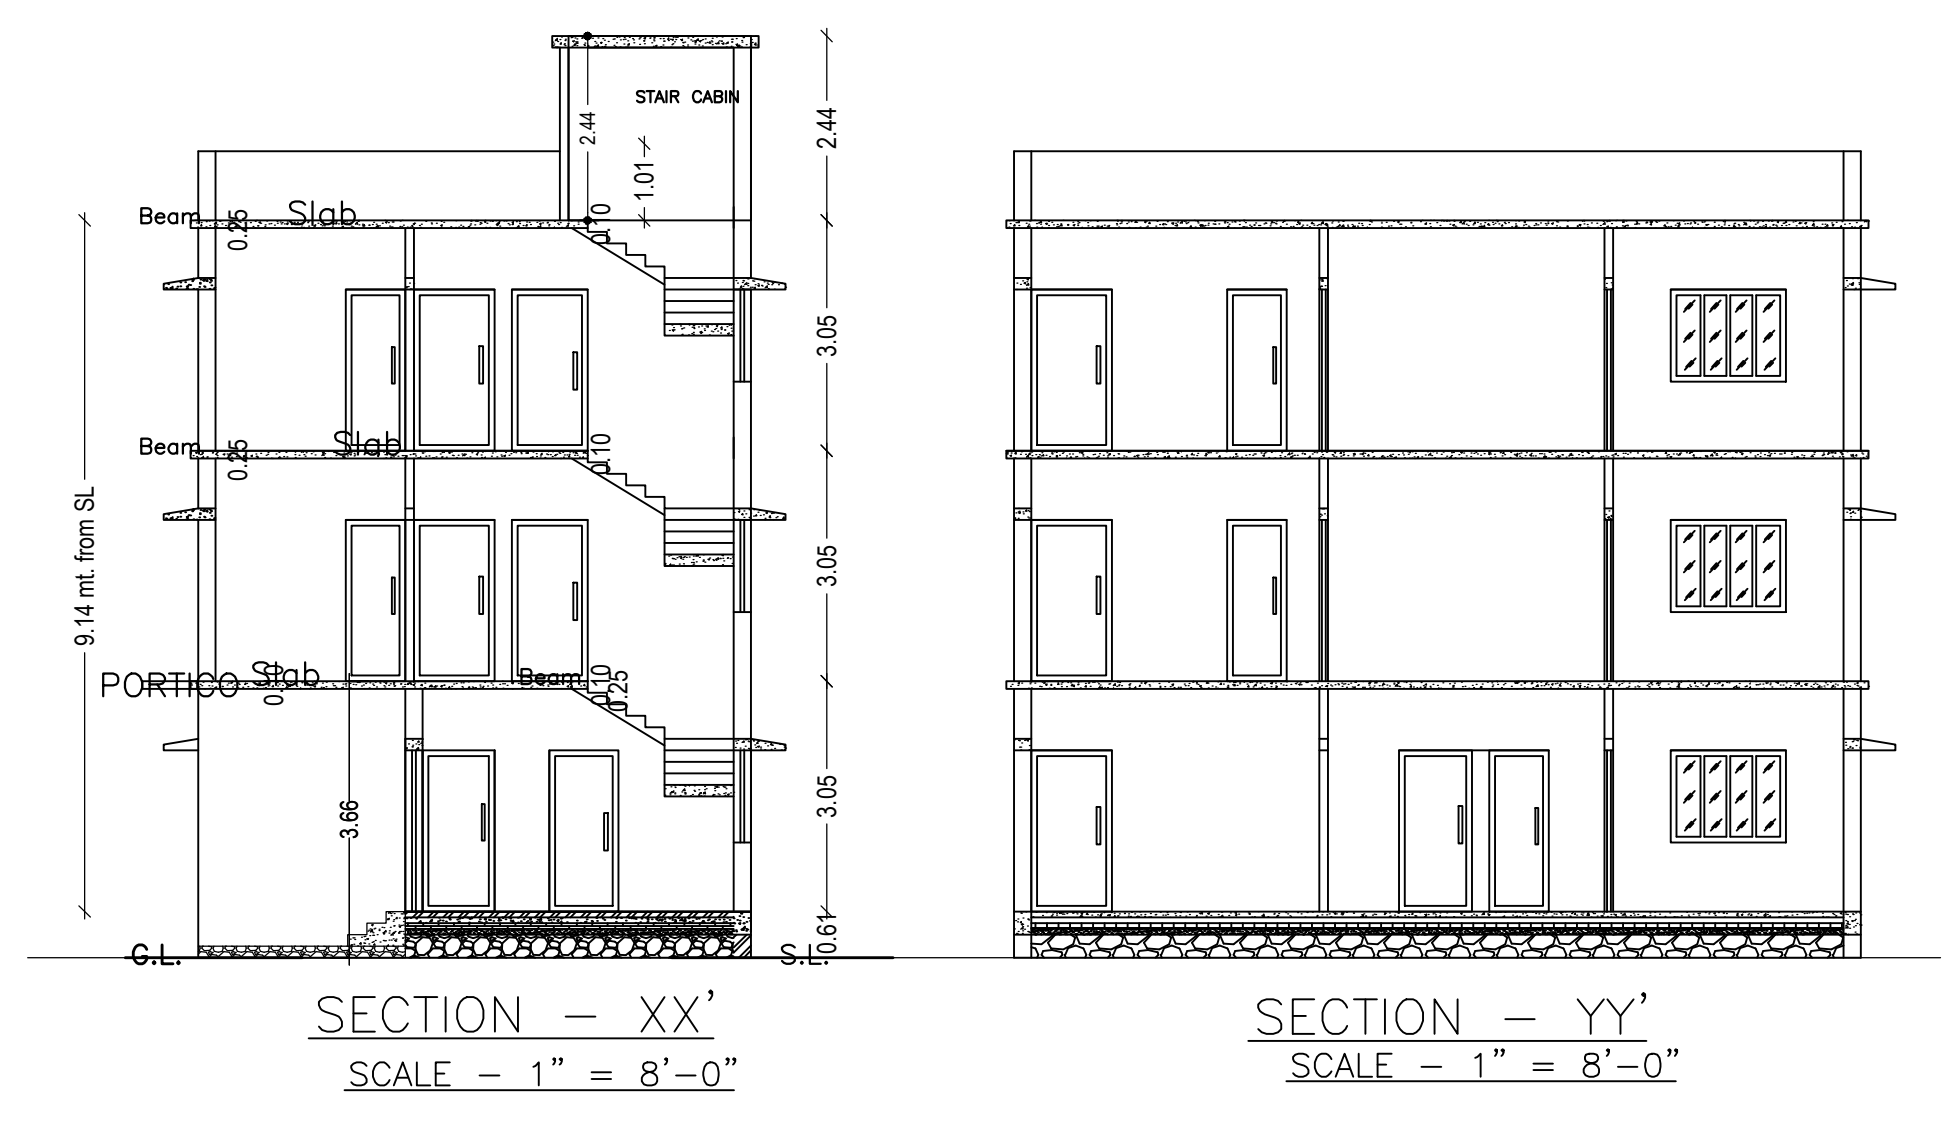 STAIR CABIN
2.44
2.44
1.01
Beam
0.25
Slab
0.10
3.05
Beam
0.25
Slab
0.10
3.05
9.14 mt. from SL
PORTICO
Slab
0.10
Beam
0.10
0.25
3.66
3.05
0.61
G.L.
S.L.
SECTION - XX'
SCALE - 1" = 8'-0"
SECTION - YY'
SCALE - 1" = 8'-0"